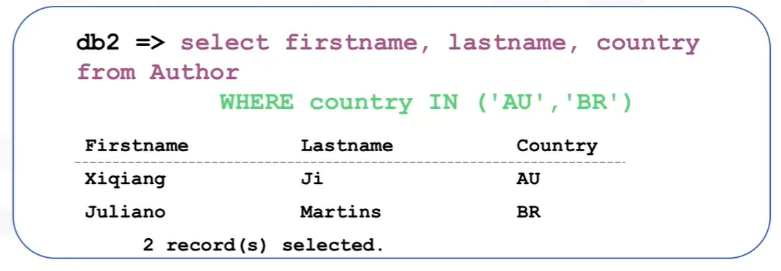 db2 => select firstname, lastname, country
from Author
WHERE country IN ('AU','BR')
Firstname Lastname Country
Xiqiang Ji AU
Juliano Martins BR
2 record(s) selected.